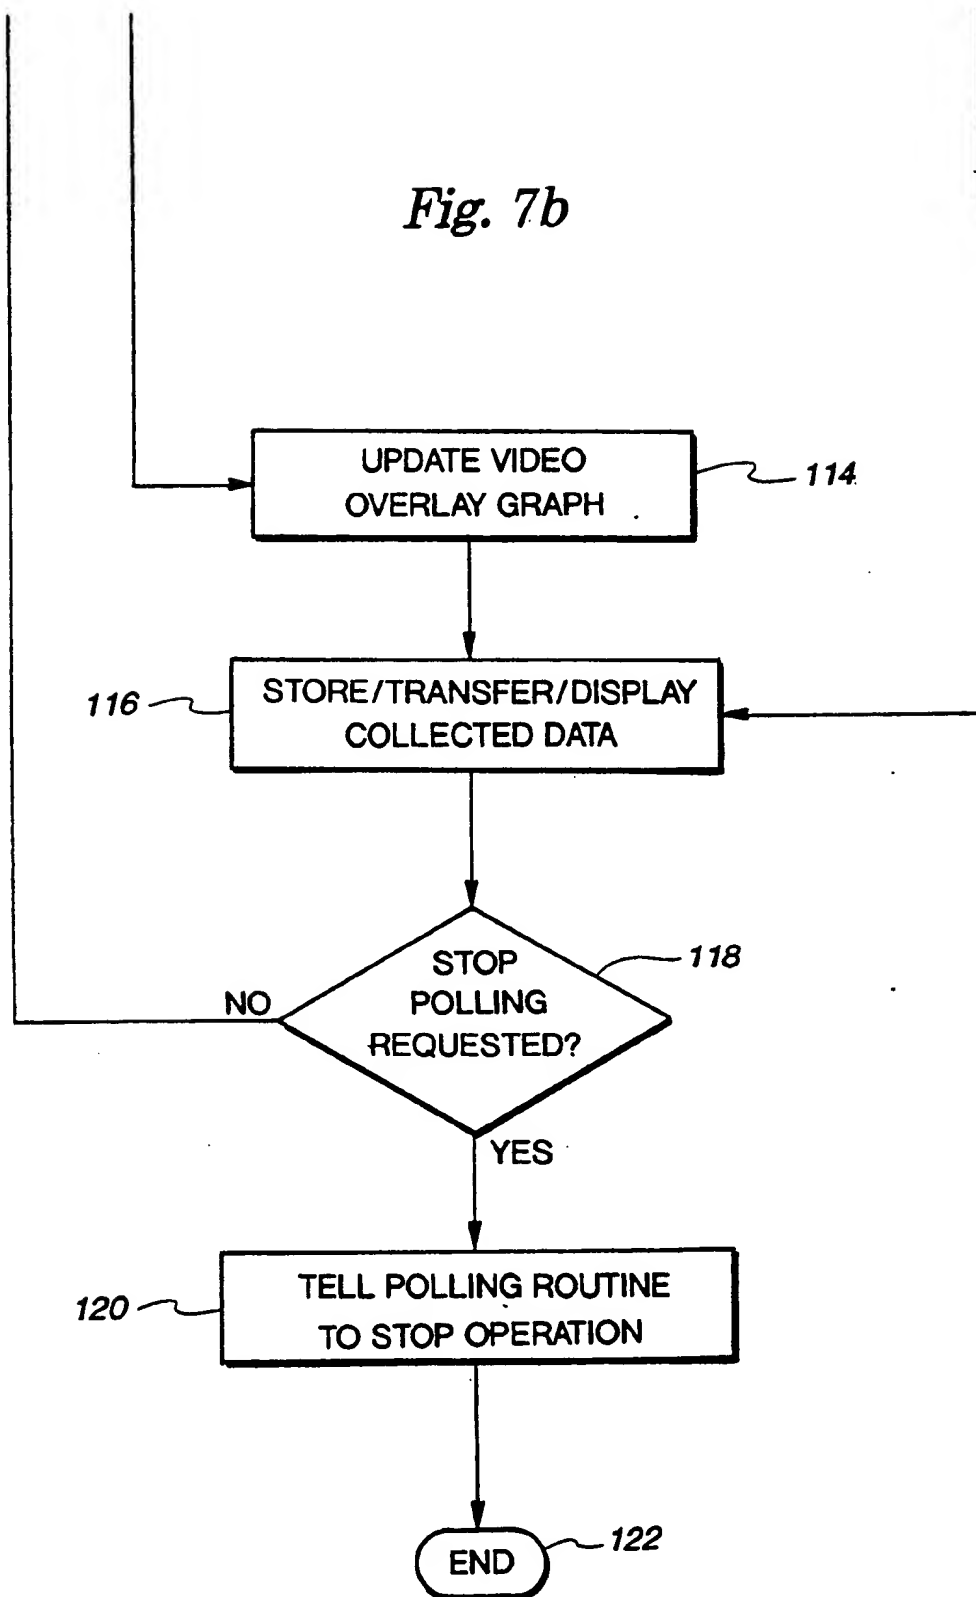 Fig. 7b
UPDATE VIDEO
OVERLAY GRAPH
114
116
STORE/TRANSFER/DISPLAY
COLLECTED DATA
STOP
POLLING
REQUESTED?
118
NO
YES
120
TELL POLLING ROUTINE
TO STOP OPERATION
END
122